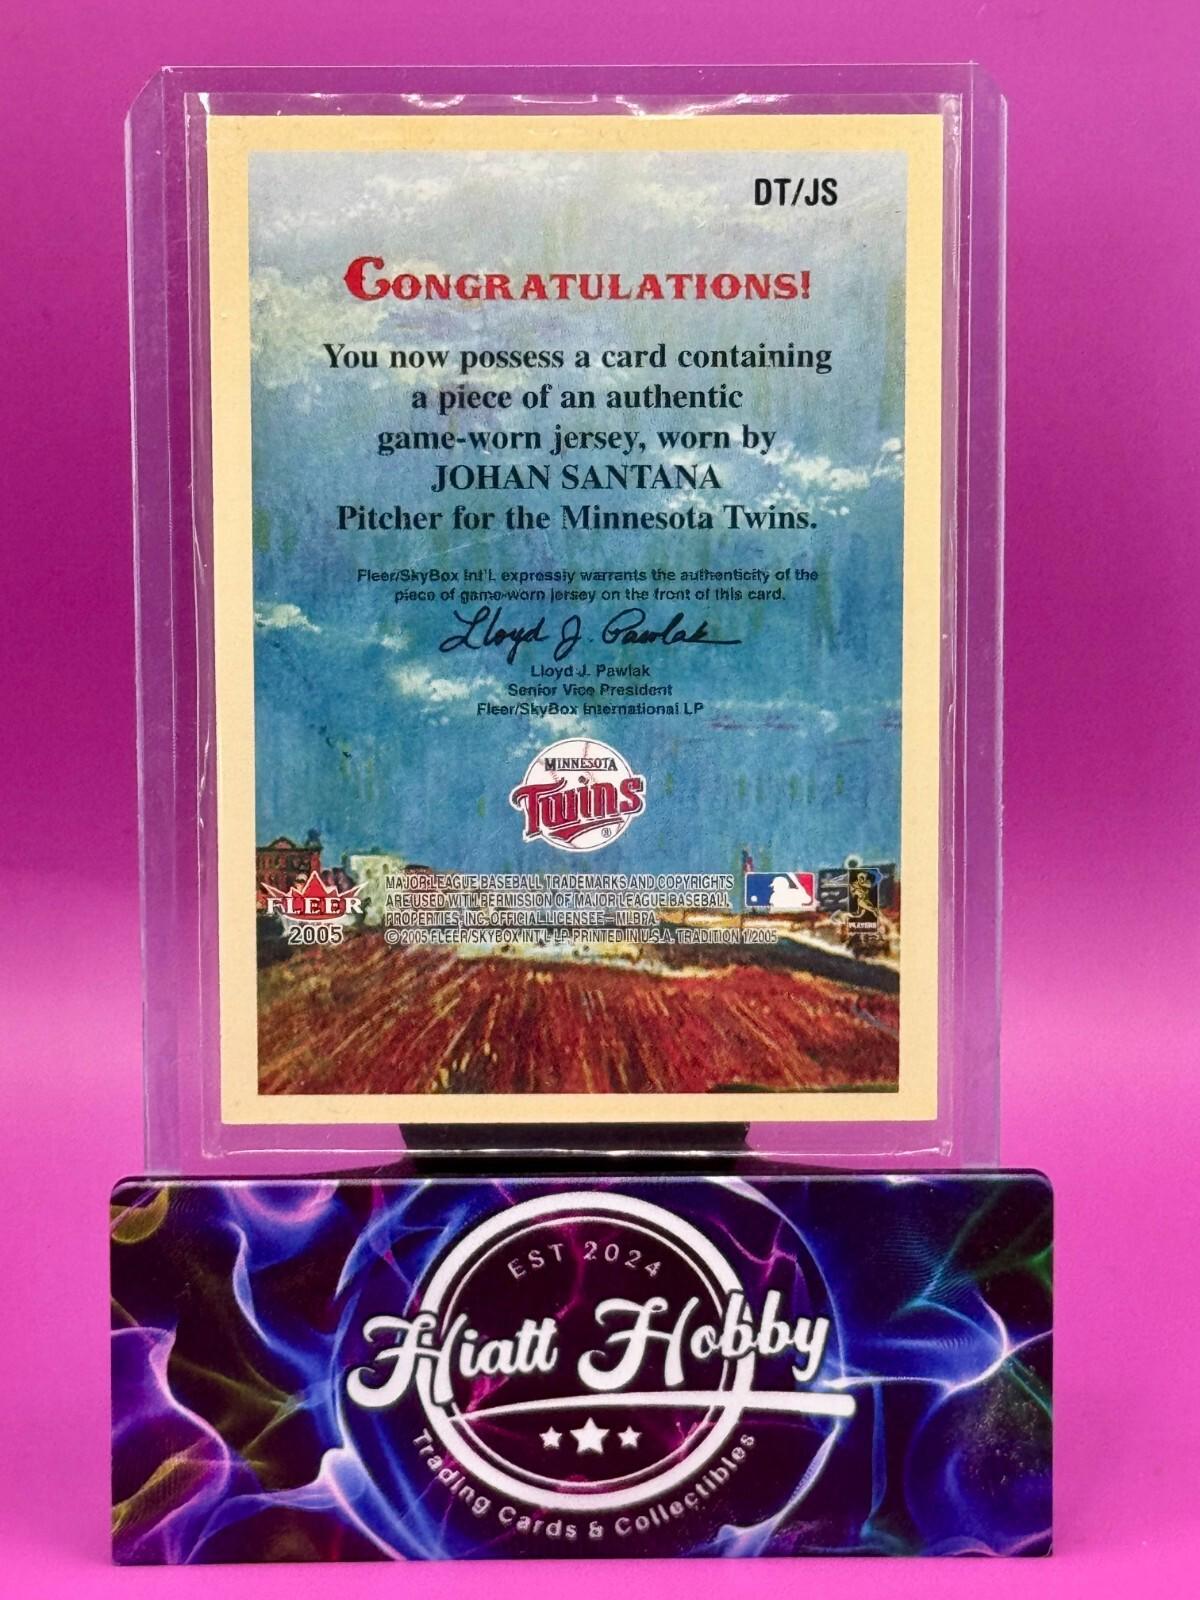 DT/JS
CONGRATULATIONS!
You now possess a card containing
a piece of an authentic
game-worn jersey, worn by
JOHAN SANTANA
Pitcher for the Minnesota Twins.
Fleer/SkyBox Int'L expressly warrants the authenticity of the
piece of game-worn jersey on the front of this card.
Lloyd J. Pawlak
Lloyd J. Pawlak
Senior Vice President
Fleer/SkyBox International LP
MINNESOTA
Twins
®
FLEER
2005
MAJOR LEAGUE BASEBALL TRADEMARKS AND COPYRIGHTS
ARE USED WITH PERMISSION OF MAJOR LEAGUE BASEBALL
PROPERTIES, INC. OFFICIAL LICENSEE—MLBPA
© 2005 FLEER/SKYBOX INT'L LP. PRINTED IN U.S.A. TRADITION 1/2005
PLAYERS
EST 2024
Hiatt Hobby
Trading Cards & Collectibles